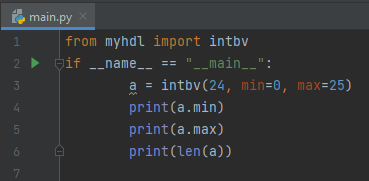 main.py
1 from myhdl import intbv
2 if __name__ == "__main__":
3 a = intbv(24, min=0, max=25)
4 print(a.min)
5 print(a.max)
6 print(len(a))
7